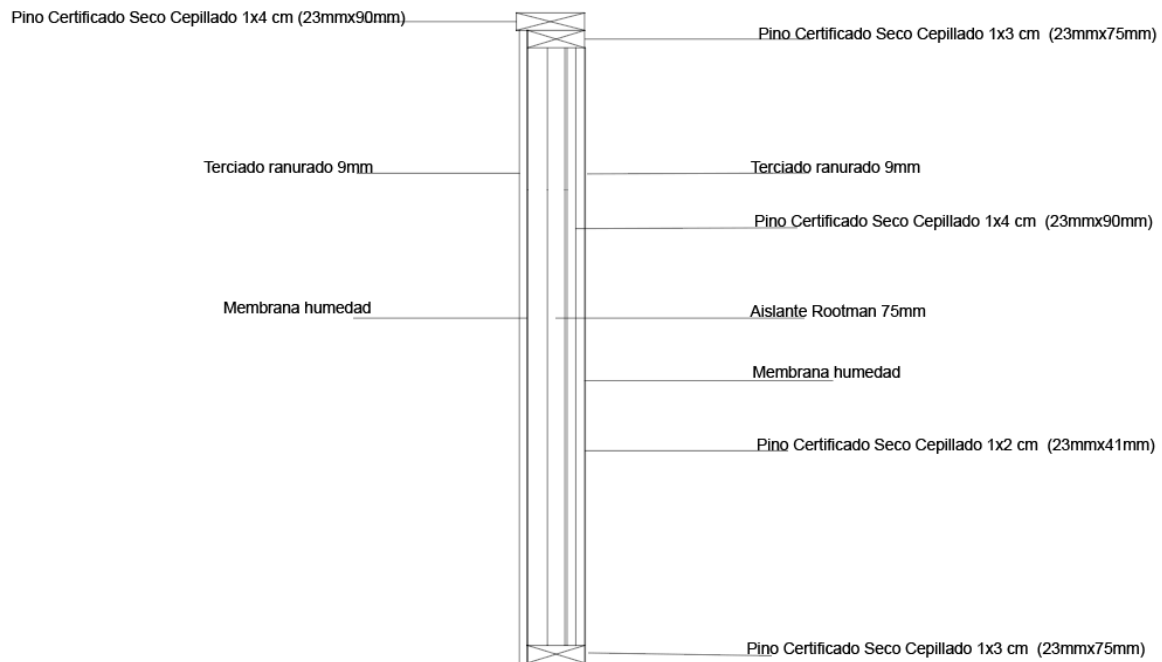 Pino Certificado Seco Cepillado 1x4 cm (23mmx90mm)
Pino Certificado Seco Cepillado 1x3 cm (23mmx75mm)
Terciado ranurado 9mm
Terciado ranurado 9mm
Pino Certificado Seco Cepillado 1x4 cm (23mmx90mm)
Membrana humedad
Aislante Rootman 75mm
Membrana humedad
Pino Certificado Seco Cepillado 1x2 cm (23mmx41mm)
Pino Certificado Seco Cepillado 1x3 cm (23mmx75mm)